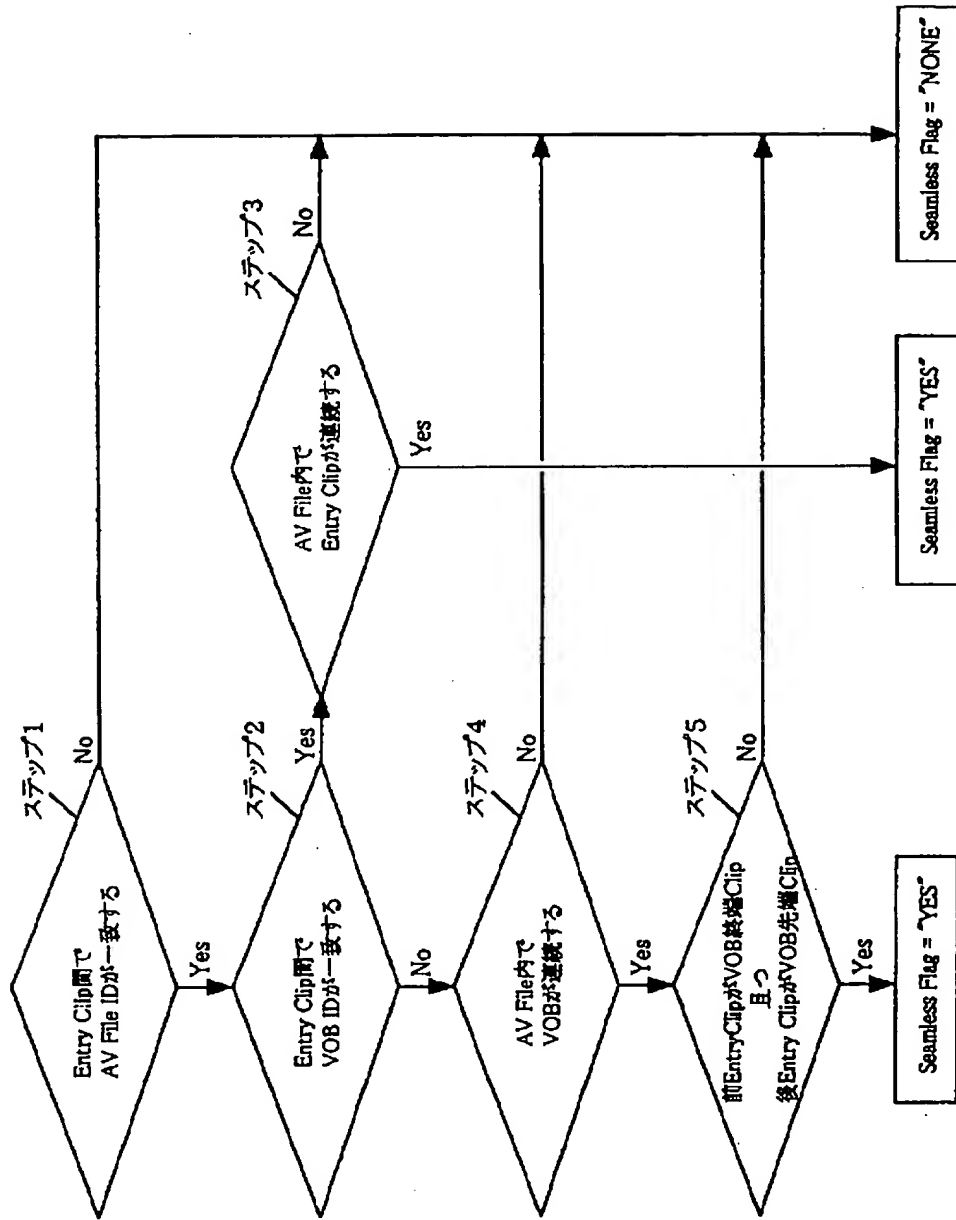 ステップ1
Entry Clip間で
AV File IDが一致する
No
Yes
ステップ2
Entry Clip間で
VOB IDが一致する
Yes
No
ステップ3
AV File内で
Entry Clipが連続する
No
Yes
ステップ4
AV File内で
VOBが連続する
No
Yes
ステップ5
前EntryClipがVOB終端Clip
且つ
後Entry ClipがVOB先端Clip
No
Yes
Seamless Flag = "YES"
Seamless Flag = "YES"
Seamless Flag = "NONE"